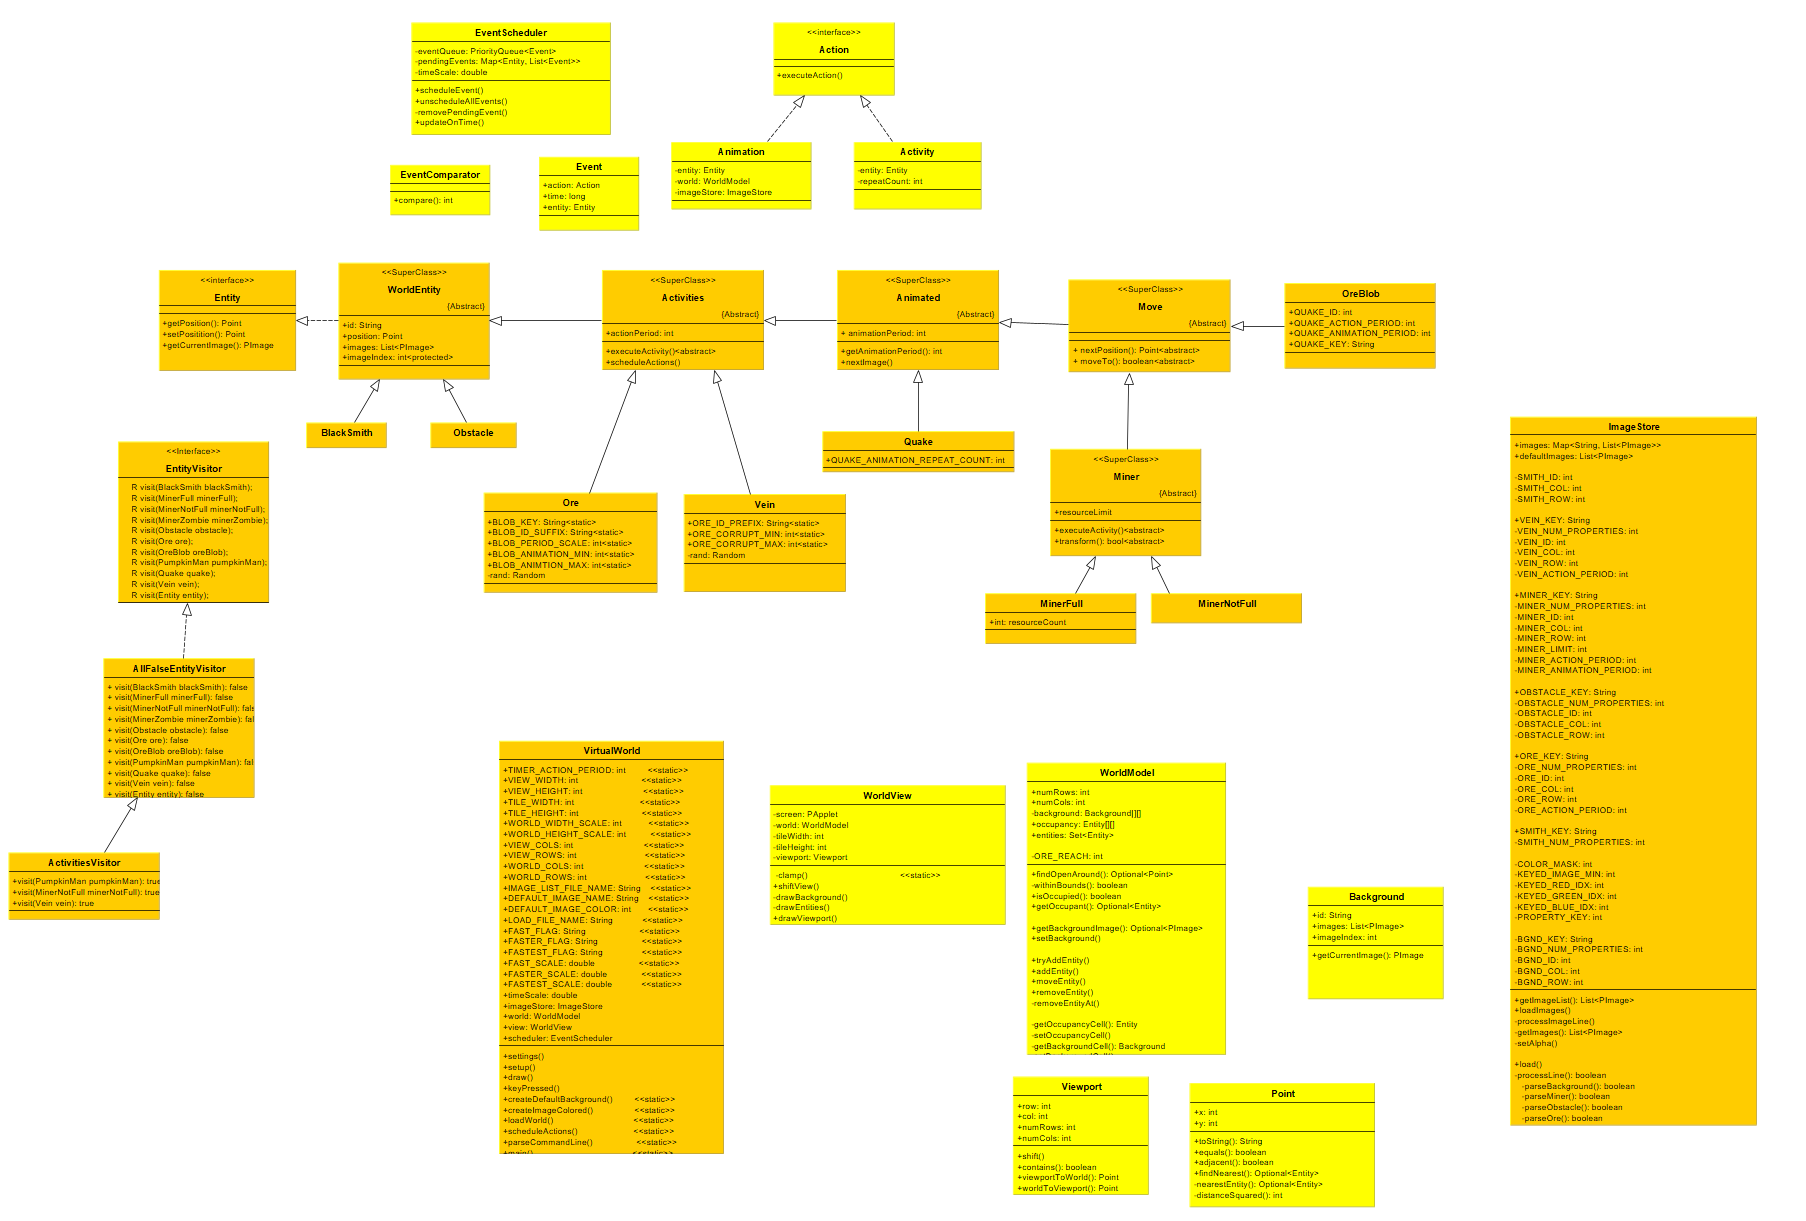 EventScheduler
-eventQueue: PriorityQueue<Event>
-pendingEvents: Map<Entity, List<Event>>
-timeScale: double
+scheduleEvent()
+unscheduleAllEvents()
-removePendingEvent()
+updateOnTime()
<<interface>>
Action
+executeAction()
Animation
-entity: Entity
-world: WorldModel
-imageStore: ImageStore
Activity
-entity: Entity
-repeatCount: int
EventComparator
+compare(): int
Event
+action: Action
+time: long
+entity: Entity
<<interface>>
Entity
+getPosition(): Point
+setPositition(): Point
+getCurrentImage(): PImage
<<SuperClass>>
WorldEntity
{Abstract}
+id: String
+position: Point
+images: List<PImage>
+imageIndex: int<protected>
<<SuperClass>>
Activities
{Abstract}
+actionPeriod: int
+executeActivity()<abstract>
+scheduleActions()
<<SuperClass>>
Animated
{Abstract}
+ animationPeriod: int
+getAnimationPeriod(): int
+nextImage()
<<SuperClass>>
Move
{Abstract}
+ nextPosition(): Point<abstract>
+ moveTo(): boolean<abstract>
OreBlob
+QUAKE_ID: int
+QUAKE_ACTION_PERIOD: int
+QUAKE_ANIMATION_PERIOD: int
+QUAKE_KEY: String
BlackSmith
Obstacle
Quake
+QUAKE_ANIMATION_REPEAT_COUNT: int
<<Interface>>
EntityVisitor
R visit(BlackSmith blackSmith);
R visit(MinerFull minerFull);
R visit(MinerNotFull minerNotFull);
R visit(MinerZombie minerZombie);
R visit(Obstacle obstacle);
R visit(Ore ore);
R visit(OreBlob oreBlob);
R visit(PumpkinMan pumpkinMan);
R visit(Quake quake);
R visit(Vein vein);
R visit(Entity entity);
Ore
+BLOB_KEY: String<static>
+BLOB_ID_SUFFIX: String<static>
+BLOB_PERIOD_SCALE: int<static>
+BLOB_ANIMATION_MIN: int<static>
+BLOB_ANIMTION_MAX: int<static>
-rand: Random
Vein
+ORE_ID_PREFIX: String<static>
+ORE_CORRUPT_MIN: int<static>
+ORE_CORRUPT_MAX: int<static>
-rand: Random
<<SuperClass>>
Miner
{Abstract}
+resourceLimit
+executeActivity()<abstract>
+transform(): bool<abstract>
MinerFull
+int: resourceCount
MinerNotFull
AllFalseEntityVisitor
+ visit(BlackSmith blackSmith): false
+ visit(MinerFull minerFull): false
+ visit(MinerNotFull minerNotFull): fals
+ visit(MinerZombie minerZombie): fal
+ visit(Obstacle obstacle): false
+ visit(Ore ore): false
+ visit(OreBlob oreBlob): false
+ visit(PumpkinMan pumpkinMan): fal
+ visit(Quake quake): false
+ visit(Vein vein): false
+ visit(Entity entity): false
ActivitiesVisitor
+visit(PumpkinMan pumpkinMan): true
+visit(MinerNotFull minerNotFull): true
+visit(Vein vein): true
VirtualWorld
+TIMER_ACTION_PERIOD: int <<static>>
+VIEW_WIDTH: int <<static>>
+VIEW_HEIGHT: int <<static>>
+TILE_WIDTH: int <<static>>
+TILE_HEIGHT: int <<static>>
+WORLD_WIDTH_SCALE: int <<static>>
+WORLD_HEIGHT_SCALE: int <<static>>
+VIEW_COLS: int <<static>>
+VIEW_ROWS: int <<static>>
+WORLD_COLS: int <<static>>
+WORLD_ROWS: int <<static>>
+IMAGE_LIST_FILE_NAME: String <<static>>
+DEFAULT_IMAGE_NAME: String <<static>>
+DEFAULT_IMAGE_COLOR: int <<static>>
+LOAD_FILE_NAME: String <<static>>
+FAST_FLAG: String <<static>>
+FASTER_FLAG: String <<static>>
+FASTEST_FLAG: String <<static>>
+FAST_SCALE: double <<static>>
+FASTER_SCALE: double <<static>>
+FASTEST_SCALE: double <<static>>
+timeScale: double
+imageStore: ImageStore
+world: WorldModel
+view: WorldView
+scheduler: EventScheduler
+settings()
+setup()
+draw()
+keyPressed()
+createDefaultBackground() <<static>>
+createImageColored() <<static>>
+loadWorld() <<static>>
+scheduleActions() <<static>>
+parseCommandLine() <<static>>
+main() <<static>>
WorldView
-screen: PApplet
-world: WorldModel
-tileWidth: int
-tileHeight: int
-viewport: Viewport
-clamp() <<static>>
+shiftView()
-drawBackground()
-drawEntities()
+drawViewport()
WorldModel
+numRows: int
+numCols: int
-background: Background[][]
+occupancy: Entity[][]
+entities: Set<Entity>
-ORE_REACH: int
+findOpenAround(): Optional<Point>
-withinBounds(): boolean
+isOccupied(): boolean
+getOccupant(): Optional<Entity>
+getBackgroundImage(): Optional<PImage>
+setBackground()
+tryAddEntity()
+addEntity()
+moveEntity()
+removeEntity()
-removeEntityAt()
-getOccupancyCell(): Entity
-setOccupancyCell()
-getBackgroundCell(): Background
Background
+id: String
+images: List<PImage>
+imageIndex: int
+getCurrentImage(): PImage
Viewport
+row: int
+col: int
+numRows: int
+numCols: int
+shift()
+contains(): boolean
+viewportToWorld(): Point
+worldToViewport(): Point
Point
+x: int
+y: int
+toString(): String
+equals(): boolean
+adjacent(): boolean
+findNearest(): Optional<Entity>
-nearestEntity(): Optional<Entity>
-distanceSquared(): int
ImageStore
+images: Map<String, List<PImage>>
+defaultImages: List<PImage>
-SMITH_ID: int
-SMITH_COL: int
-SMITH_ROW: int
+VEIN_KEY: String
-VEIN_NUM_PROPERTIES: int
-VEIN_ID: int
-VEIN_COL: int
-VEIN_ROW: int
-VEIN_ACTION_PERIOD: int
+MINER_KEY: String
-MINER_NUM_PROPERTIES: int
-MINER_ID: int
-MINER_COL: int
-MINER_ROW: int
-MINER_LIMIT: int
-MINER_ACTION_PERIOD: int
-MINER_ANIMATION_PERIOD: int
+OBSTACLE_KEY: String
-OBSTACLE_NUM_PROPERTIES: int
-OBSTACLE_ID: int
-OBSTACLE_COL: int
-OBSTACLE_ROW: int
+ORE_KEY: String
-ORE_NUM_PROPERTIES: int
-ORE_ID: int
-ORE_COL: int
-ORE_ROW: int
-ORE_ACTION_PERIOD: int
+SMITH_KEY: String
-SMITH_NUM_PROPERTIES: int
-COLOR_MASK: int
-KEYED_IMAGE_MIN: int
-KEYED_RED_IDX: int
-KEYED_GREEN_IDX: int
-KEYED_BLUE_IDX: int
-PROPERTY_KEY: int
-BGND_KEY: String
-BGND_NUM_PROPERTIES: int
-BGND_ID: int
-BGND_COL: int
-BGND_ROW: int
+getImageList(): List<PImage>
+loadImages()
-processImageLine()
-getImages(): List<PImage>
-setAlpha()
+load()
-processLine(): boolean
-parseBackground(): boolean
-parseMiner(): boolean
-parseObstacle(): boolean
-parseOre(): boolean